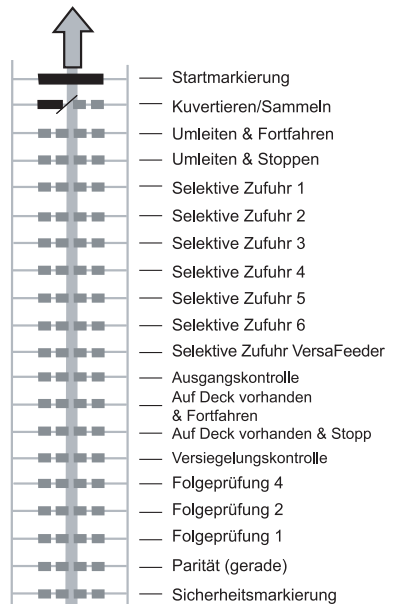 Startmarkierung
Kuvertieren/Sammeln
Umleiten & Fortfahren
Umleiten & Stoppen
Selektive Zufuhr 1
Selektive Zufuhr 2
Selektive Zufuhr 3
Selektive Zufuhr 4
Selektive Zufuhr 5
Selektive Zufuhr 6
Selektive Zufuhr VersaFeeder
Ausgangskontrolle
Auf Deck vorhanden
& Fortfahren
Auf Deck vorhanden & Stopp
Versiegelungskontrolle
Folgeprüfung 4
Folgeprüfung 2
Folgeprüfung 1
Parität (gerade)
Sicherheitsmarkierung